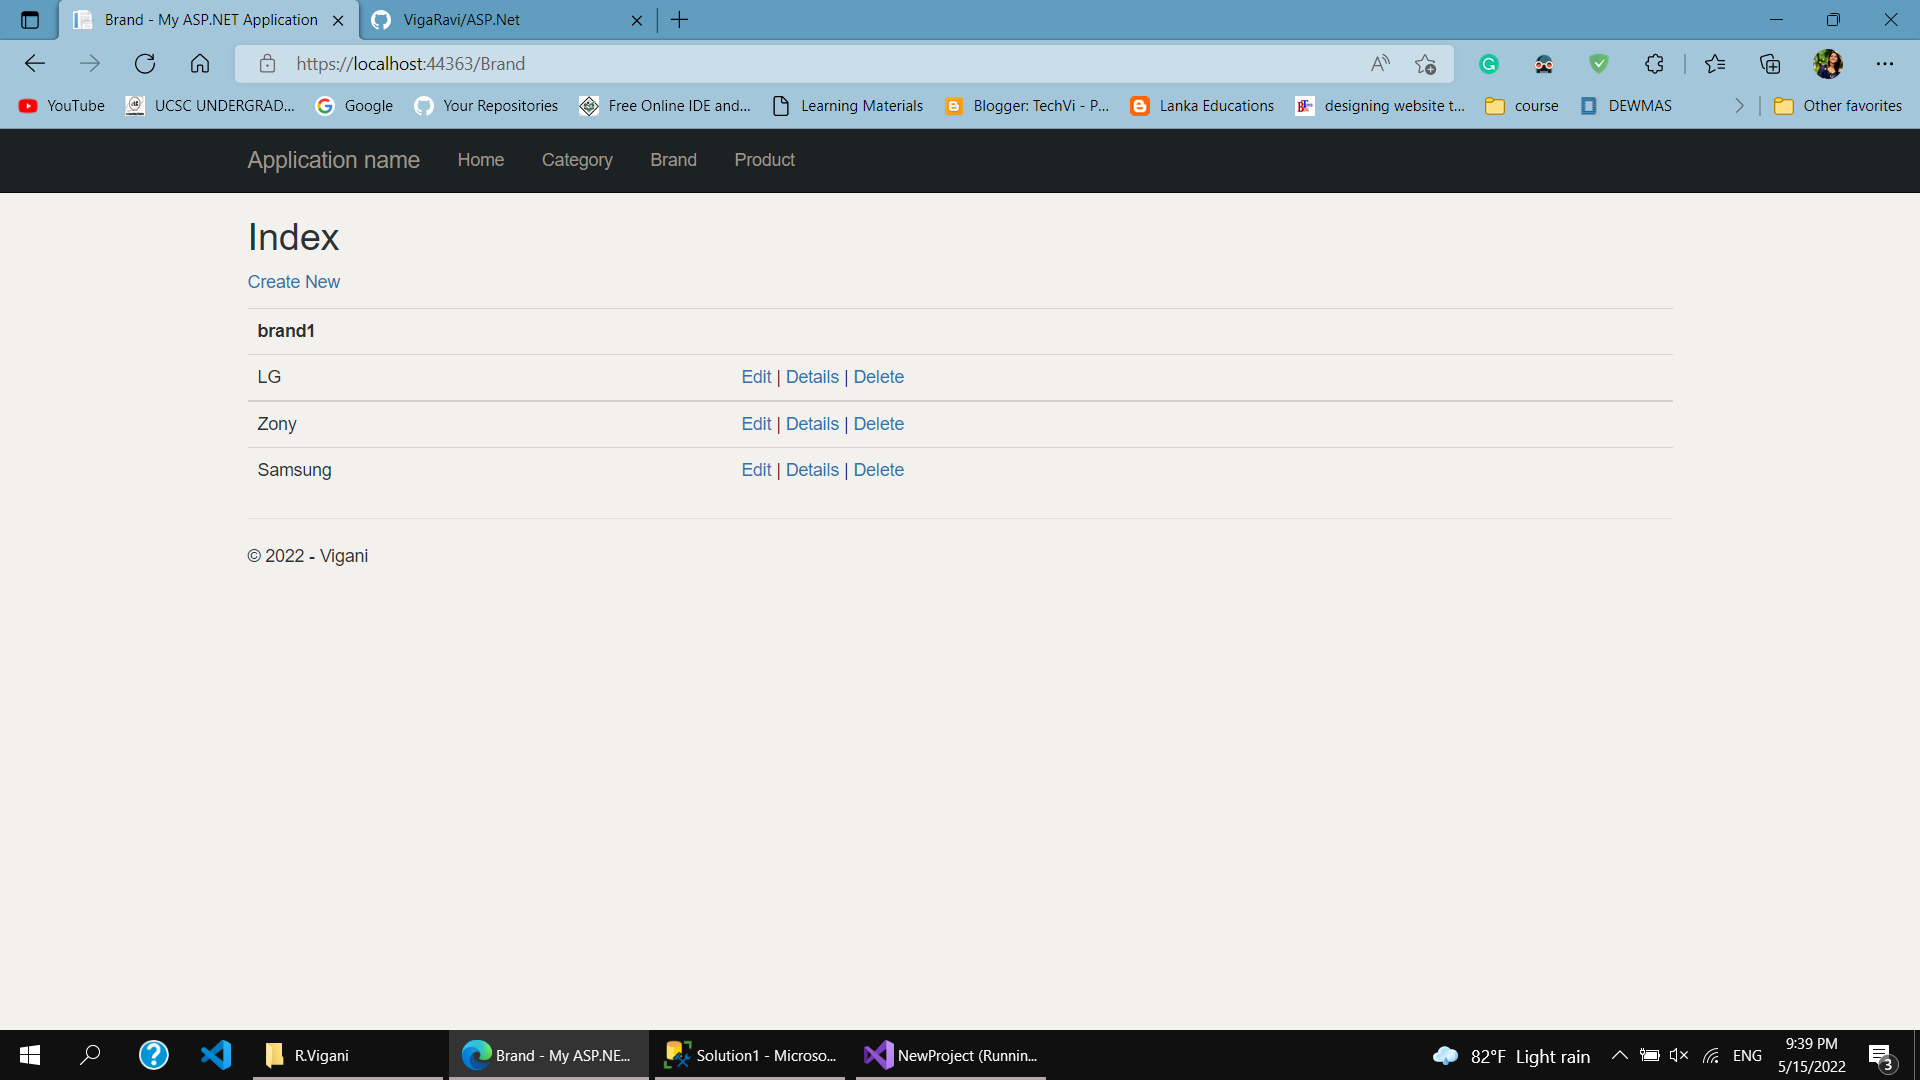 Brand - My ASP.NET Application
VigaRavi/ASP.Net
https://localhost:44363/Brand
YouTube
UCSC UNDERGRAD...
Google
Your Repositories
Free Online IDE and...
Learning Materials
Blogger: TechVi - P...
Lanka Educations
designing website t...
course
DEWMAS
Other favorites
Application name
Home
Category
Brand
Product
Index
Create New
brand1
LG Edit | Details | Delete
Zony Edit | Details | Delete
Samsung Edit | Details | Delete
© 2022 - Vigani
R.Vigani
Brand - My ASP.NE...
Solution1 - Microso...
NewProject (Runnin...
82°F Light rain
ENG
9:39 PM
5/15/2022
3